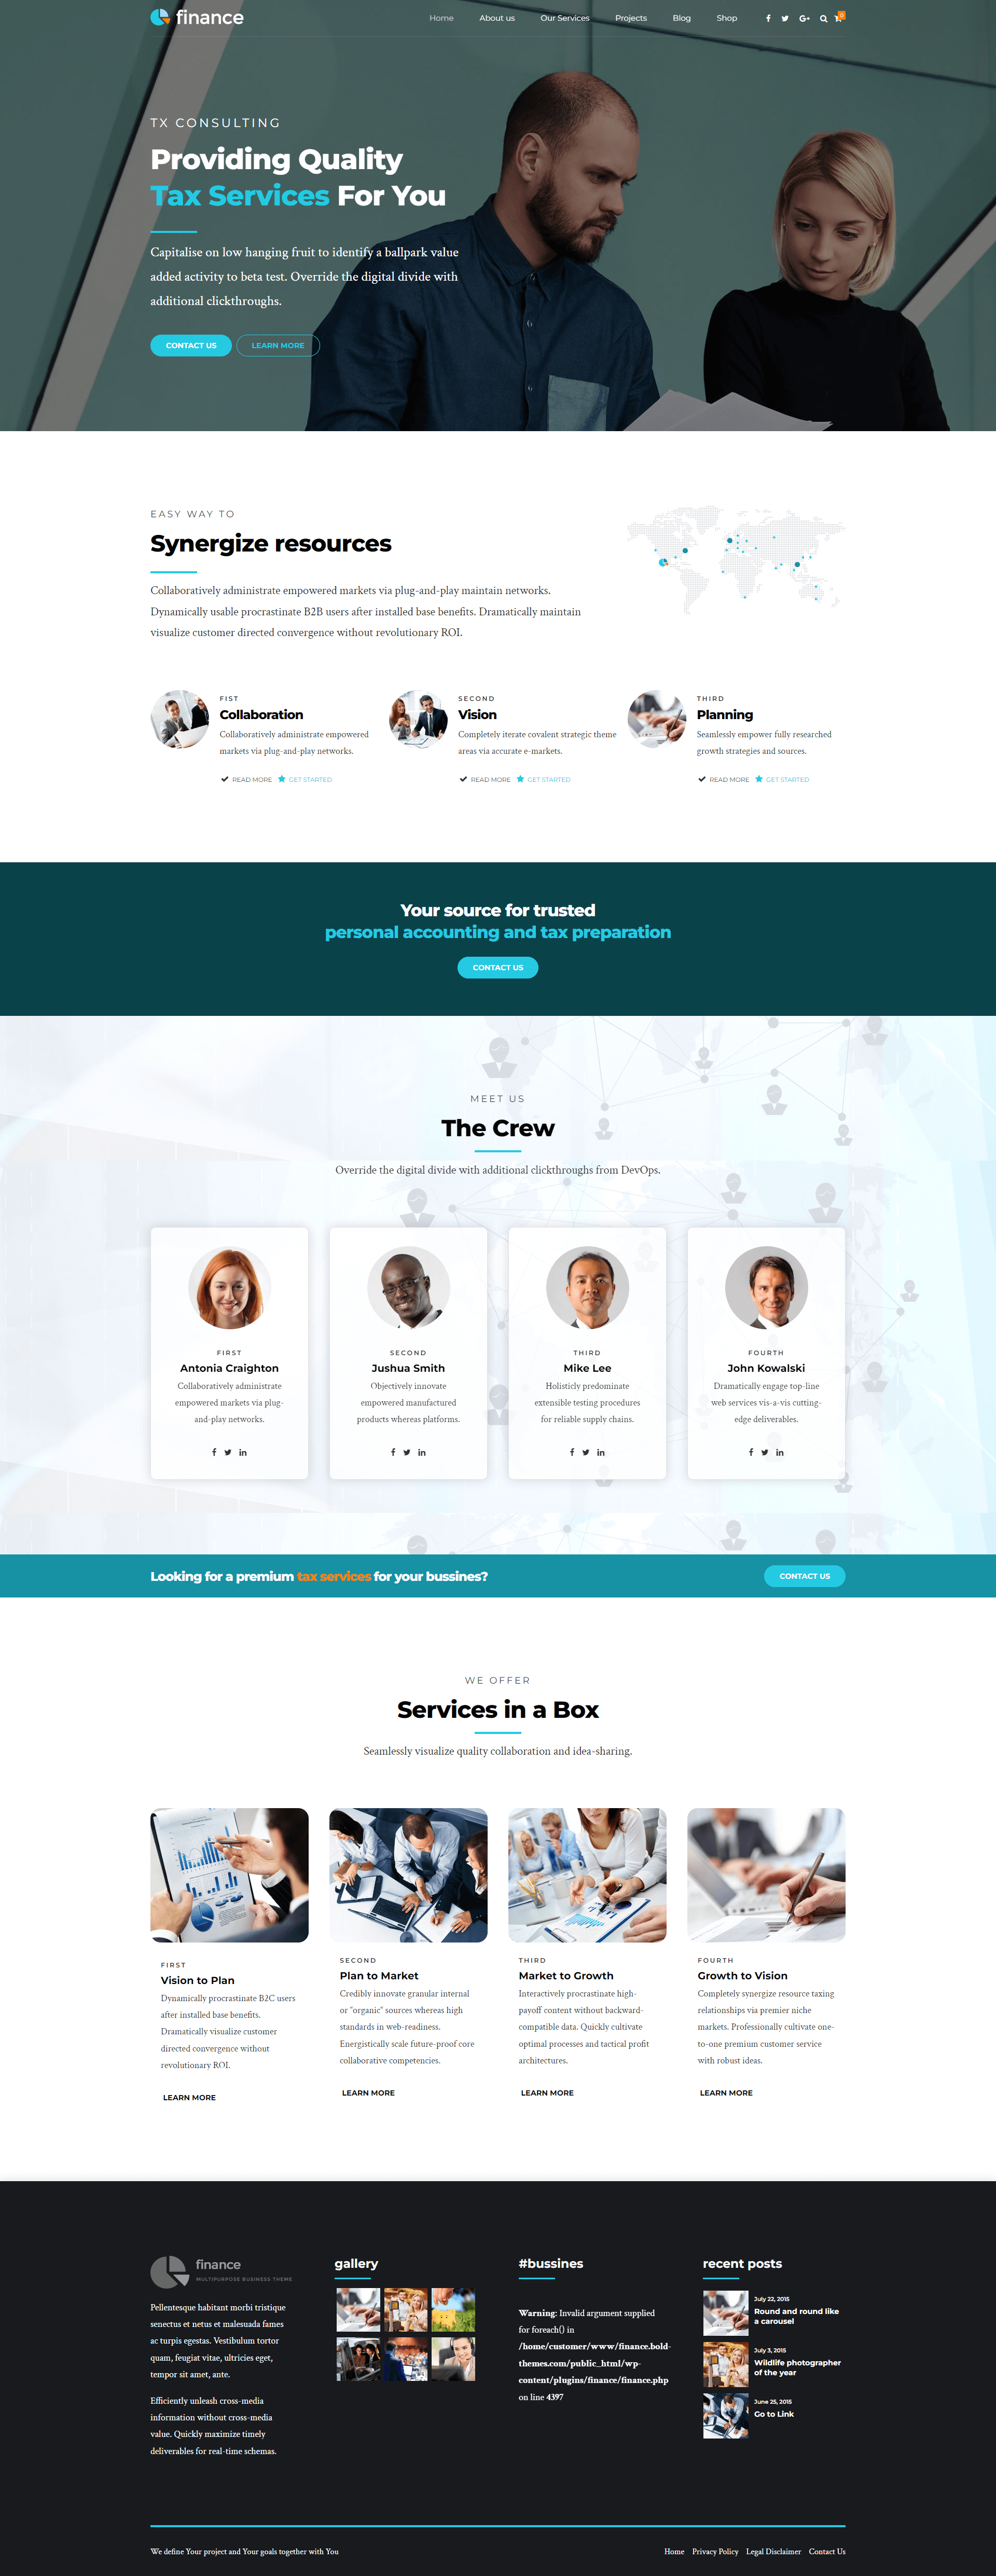 finance
Home About us Our Services Projects Blog Shop
0
TX CONSULTING
Providing Quality
Tax Services For You
Capitalise on low hanging fruit to identify a ballpark value
added activity to beta test. Override the digital divide with
additional clickthroughs.
CONTACT US LEARN MORE
EASY WAY TO
Synergize resources
Collaboratively administrate empowered markets via plug-and-play maintain networks.
Dynamically usable procrastinate B2B users after installed base benefits. Dramatically maintain
visualize customer directed convergence without revolutionary ROI.
FIST
Collaboration
Collaboratively administrate empowered
markets via plug-and-play networks.
READ MORE GET STARTED
SECOND
Vision
Completely iterate covalent strategic theme
areas via accurate e-markets.
READ MORE GET STARTED
THIRD
Planning
Seamlessly empower fully researched
growth strategies and sources.
READ MORE GET STARTED
Your source for trusted
personal accounting and tax preparation
CONTACT US
MEET US
The Crew
Override the digital divide with additional clickthroughs from DevOps.
FIRST
Antonia Craighton
Collaboratively administrate
empowered markets via plug-
and-play networks.
SECOND
Jushua Smith
Objectively innovate
empowered manufactured
products whereas platforms.
THIRD
Mike Lee
Holisticly predominate
extensible testing procedures
for reliable supply chains.
FOURTH
John Kowalski
Dramatically engage top-line
web services vis-a-vis cutting-
edge deliverables.
Looking for a premium tax services for your bussines?
CONTACT US
WE OFFER
Services in a Box
Seamlessly visualize quality collaboration and idea-sharing.
FIRST
Vision to Plan
Dynamically procrastinate B2C users
after installed base benefits.
Dramatically visualize customer
directed convergence without
revolutionary ROI.
LEARN MORE
SECOND
Plan to Market
Credibly innovate granular internal
or "organic" sources whereas high
standards in web-readiness.
Energistically scale future-proof core
collaborative competencies.
LEARN MORE
THIRD
Market to Growth
Interactively procrastinate high-
payoff content without backward-
compatible data. Quickly cultivate
optimal processes and tactical profit
architectures.
LEARN MORE
FOURTH
Growth to Vision
Completely synergize resource taxing
relationships via premier niche
markets. Professionally cultivate one-
to-one premium customer service
with robust ideas.
LEARN MORE
finance
MULTIPURPOSE BUSINESS THEME
Pellentesque habitant morbi tristique
senectus et netus et malesuada fames
ac turpis egestas. Vestibulum tortor
quam, feugiat vitae, ultricies eget,
tempor sit amet, ante.
Efficiently unleash cross-media
information without cross-media
value. Quickly maximize timely
deliverables for real-time schemas.
gallery
#bussines
Warning: Invalid argument supplied
for foreach() in
/home/customer/www/finance.bold-
themes.com/public_html/wp-
content/plugins/finance/finance.php
on line 4397
recent posts
July 22, 2015
Round and round like
a carousel
July 3, 2015
Wildlife photographer
of the year
June 25, 2015
Go to Link
We define Your project and Your goals together with You
Home Privacy Policy Legal Disclaimer Contact Us